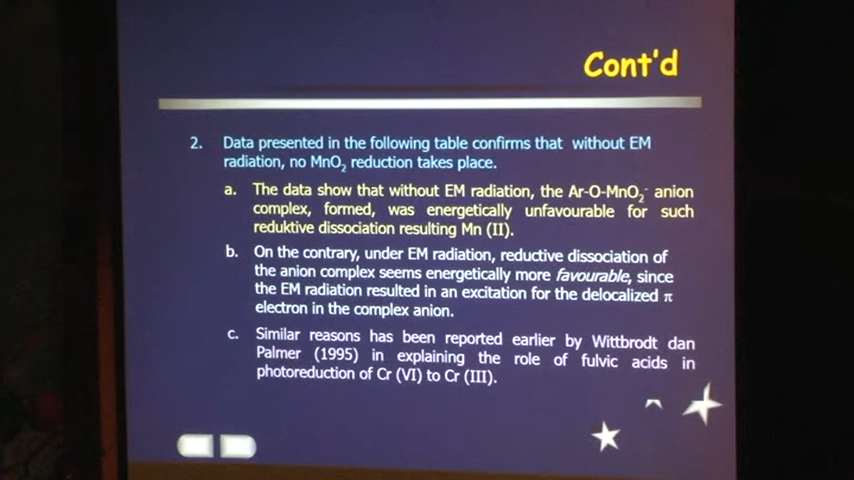 Cont'd
2. Data presented in the following table confirms that without EM
radiation, no MnO₂ reduction takes place.
a. The data show that without EM radiation, the Ar-O-MnO₂⁻ anion
complex, formed, was energetically unfavourable for such
reduktive dissociation resulting Mn (II).
b. On the contrary, under EM radiation, reductive dissociation of
the anion complex seems energetically more favourable, since
the EM radiation resulted in an excitation for the delocalized π
electron in the complex anion.
c. Similar reasons has been reported earlier by Wittbrodt dan
Palmer (1995) in explaining the role of fulvic acids in
photoreduction of Cr (VI) to Cr (III).